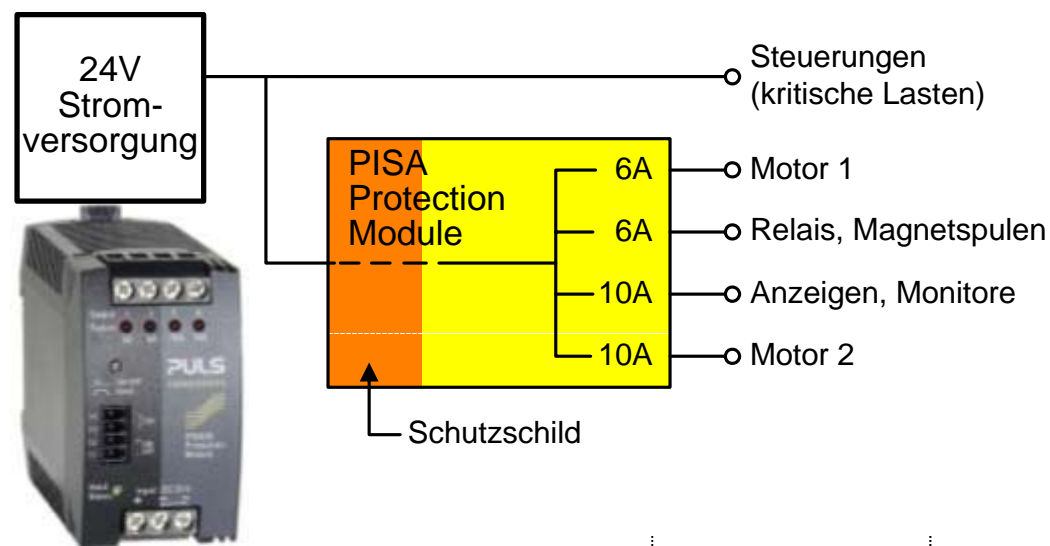 24V
Strom-
versorgung
Steuerungen
(kritische Lasten)
PISA
Protection
Module
6A
Motor 1
6A
Relais, Magnetspulen
10A
Anzeigen, Monitore
10A
Motor 2
Schutzschild
PULS